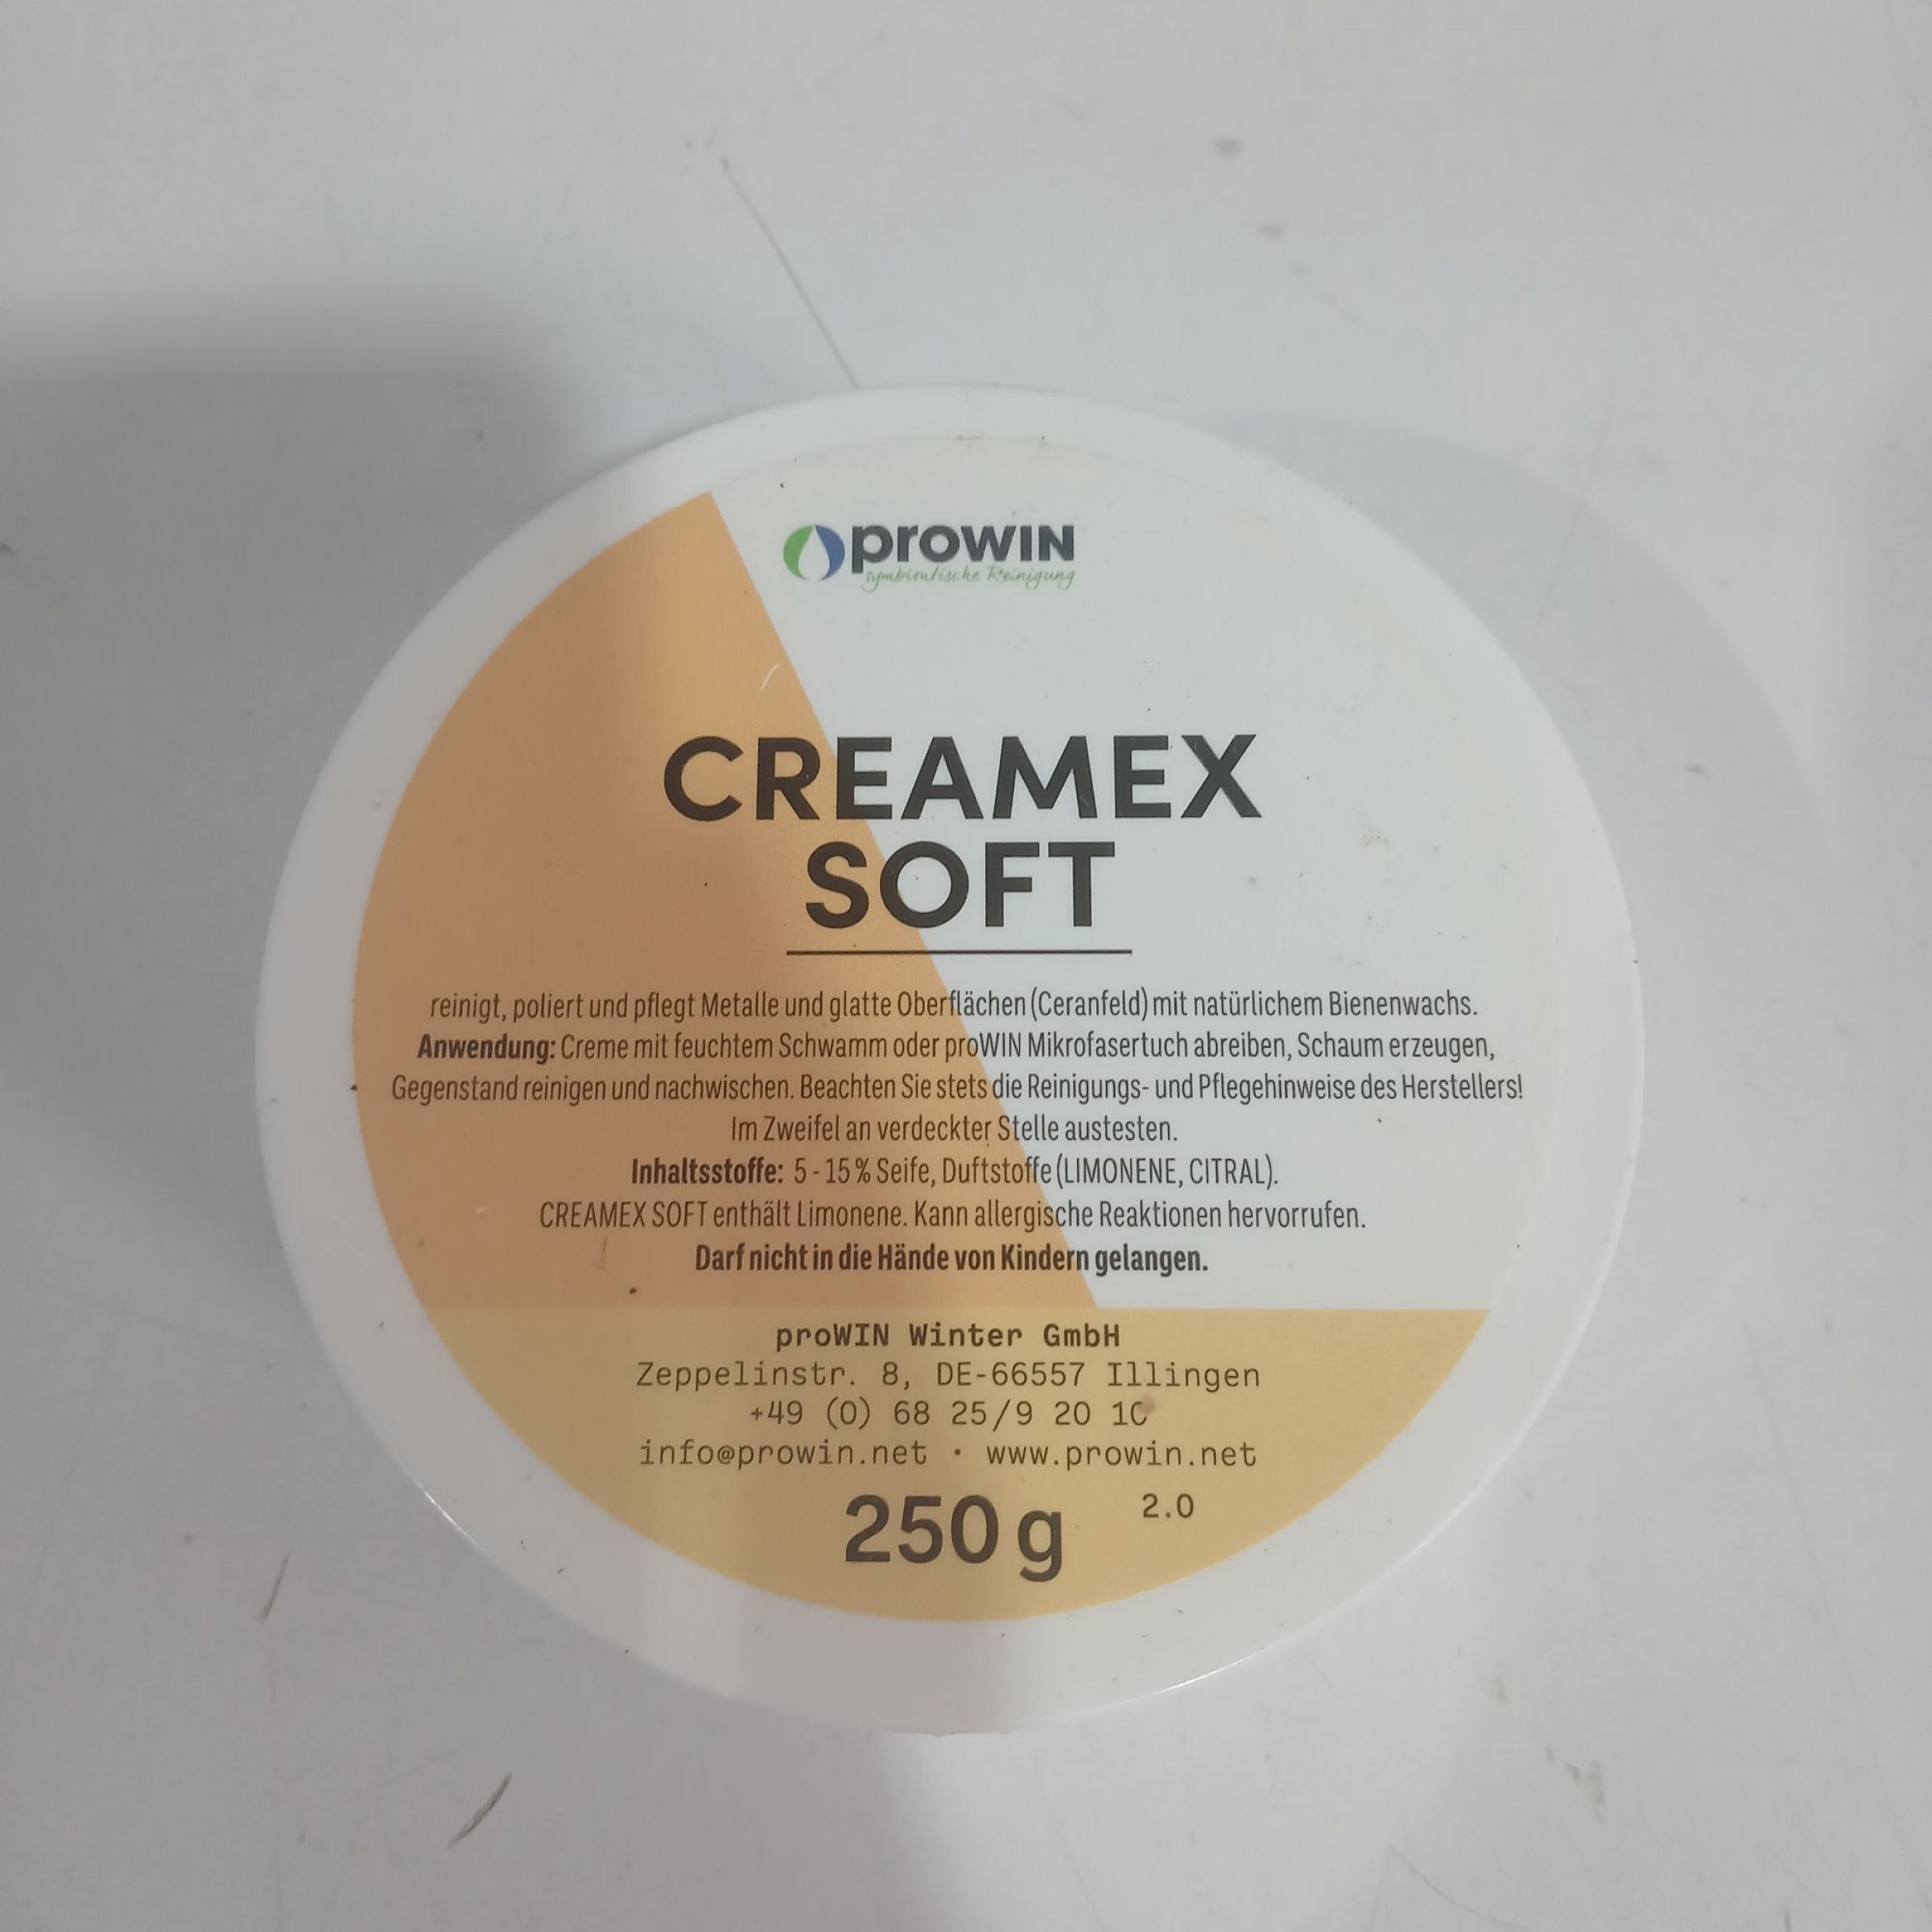 proWIN
symbiontische Reinigung
CREAMEX
SOFT
reinigt, poliert und pflegt Metalle und glatte Oberflächen (Ceranfeld) mit natürlichem Bienenwachs.
Anwendung: Creme mit feuchtem Schwamm oder proWIN Mikrofasertuch abreiben, Schaum erzeugen,
Gegenstand reinigen und nachwischen. Beachten Sie stets die Reinigungs- und Pflegehinweise des Herstellers!
Im Zweifel an verdeckter Stelle austesten.
Inhaltsstoffe: 5 - 15 % Seife, Duftstoffe (LIMONENE, CITRAL).
CREAMEX SOFT enthält Limonene. Kann allergische Reaktionen hervorrufen.
Darf nicht in die Hände von Kindern gelangen.
proWIN Winter GmbH
Zeppelinstr. 8, DE-66557 Illingen
+49 (0) 68 25/9 20 10
info@prowin.net · www.prowin.net
250 g
2.0